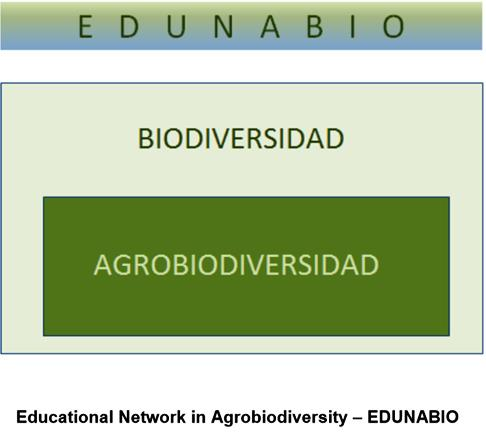 E D U N A B I O
BIODIVERSIDAD
AGROBIODIVERSIDAD
Educational Network in Agrobiodiversity – EDUNABIO